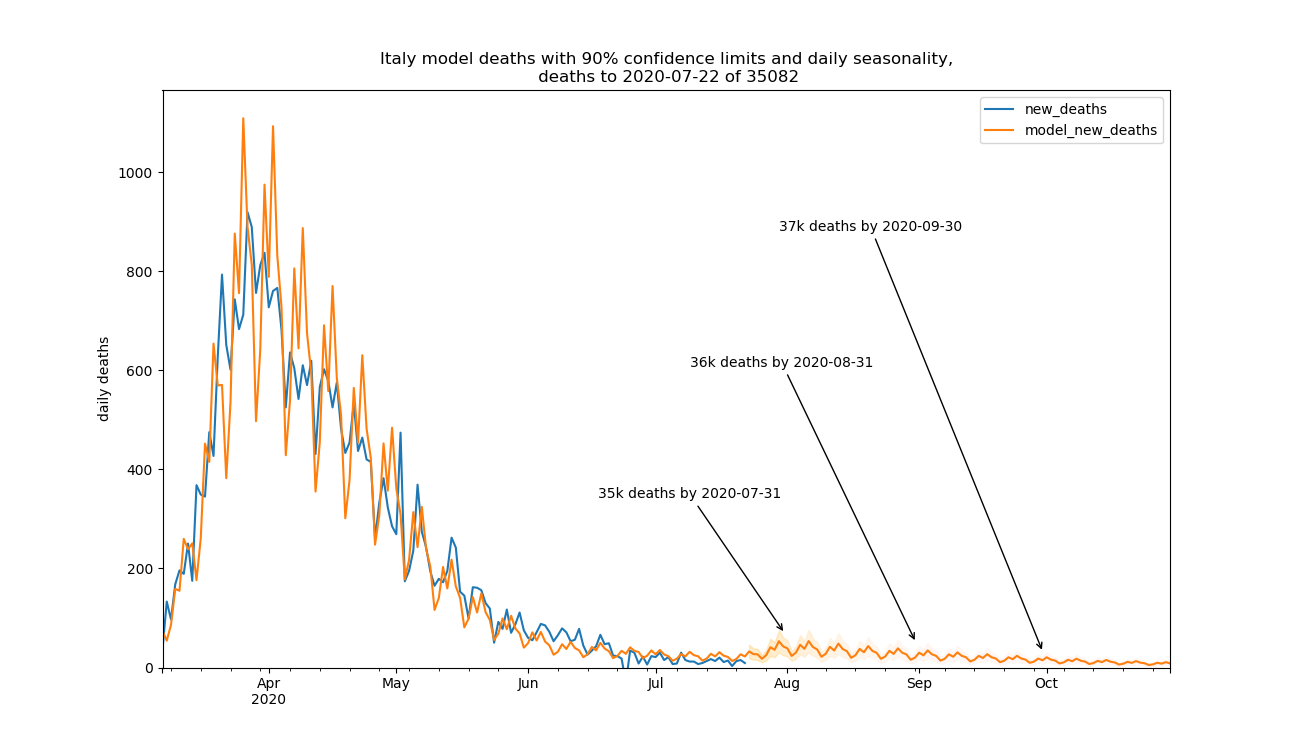 Italy model deaths with 90% confidence limits and daily seasonality,
deaths to 2020-07-22 of 35082
new_deaths
model_new_deaths
1000
800
600
400
200
0
daily deaths
37k deaths by 2020-09-30
36k deaths by 2020-08-31
35k deaths by 2020-07-31
Apr
2020
May
Jun
Jul
Aug
Sep
Oct